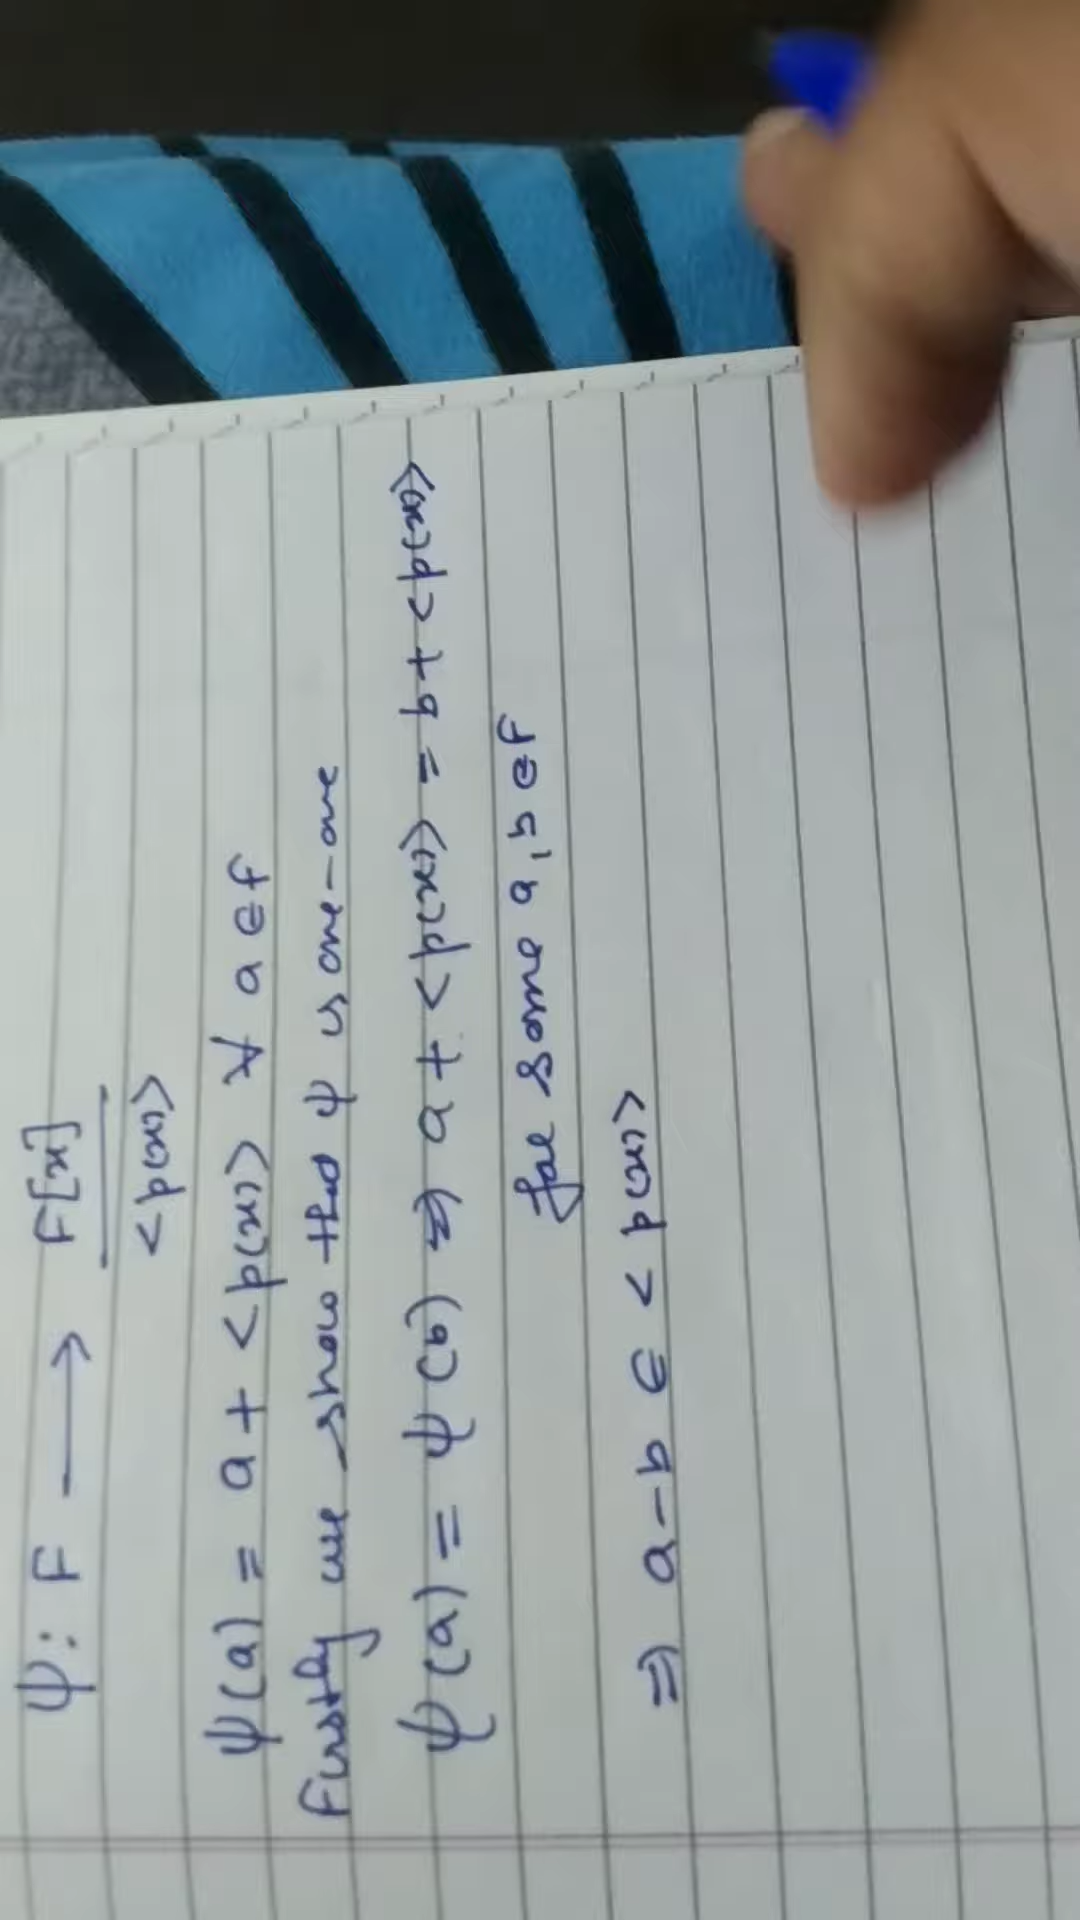 ψ: F ⟶ F[x]
<p(x)>
ψ(a) = a + <p(x)> ∀ a ∈ F
Firstly we show that ψ is one-one
ψ(a) = ψ(b) ⇒ a + <p(x)> = b + <p(x)>
for some a, b ∈ F
⇒ a-b ∈ <p(x)>